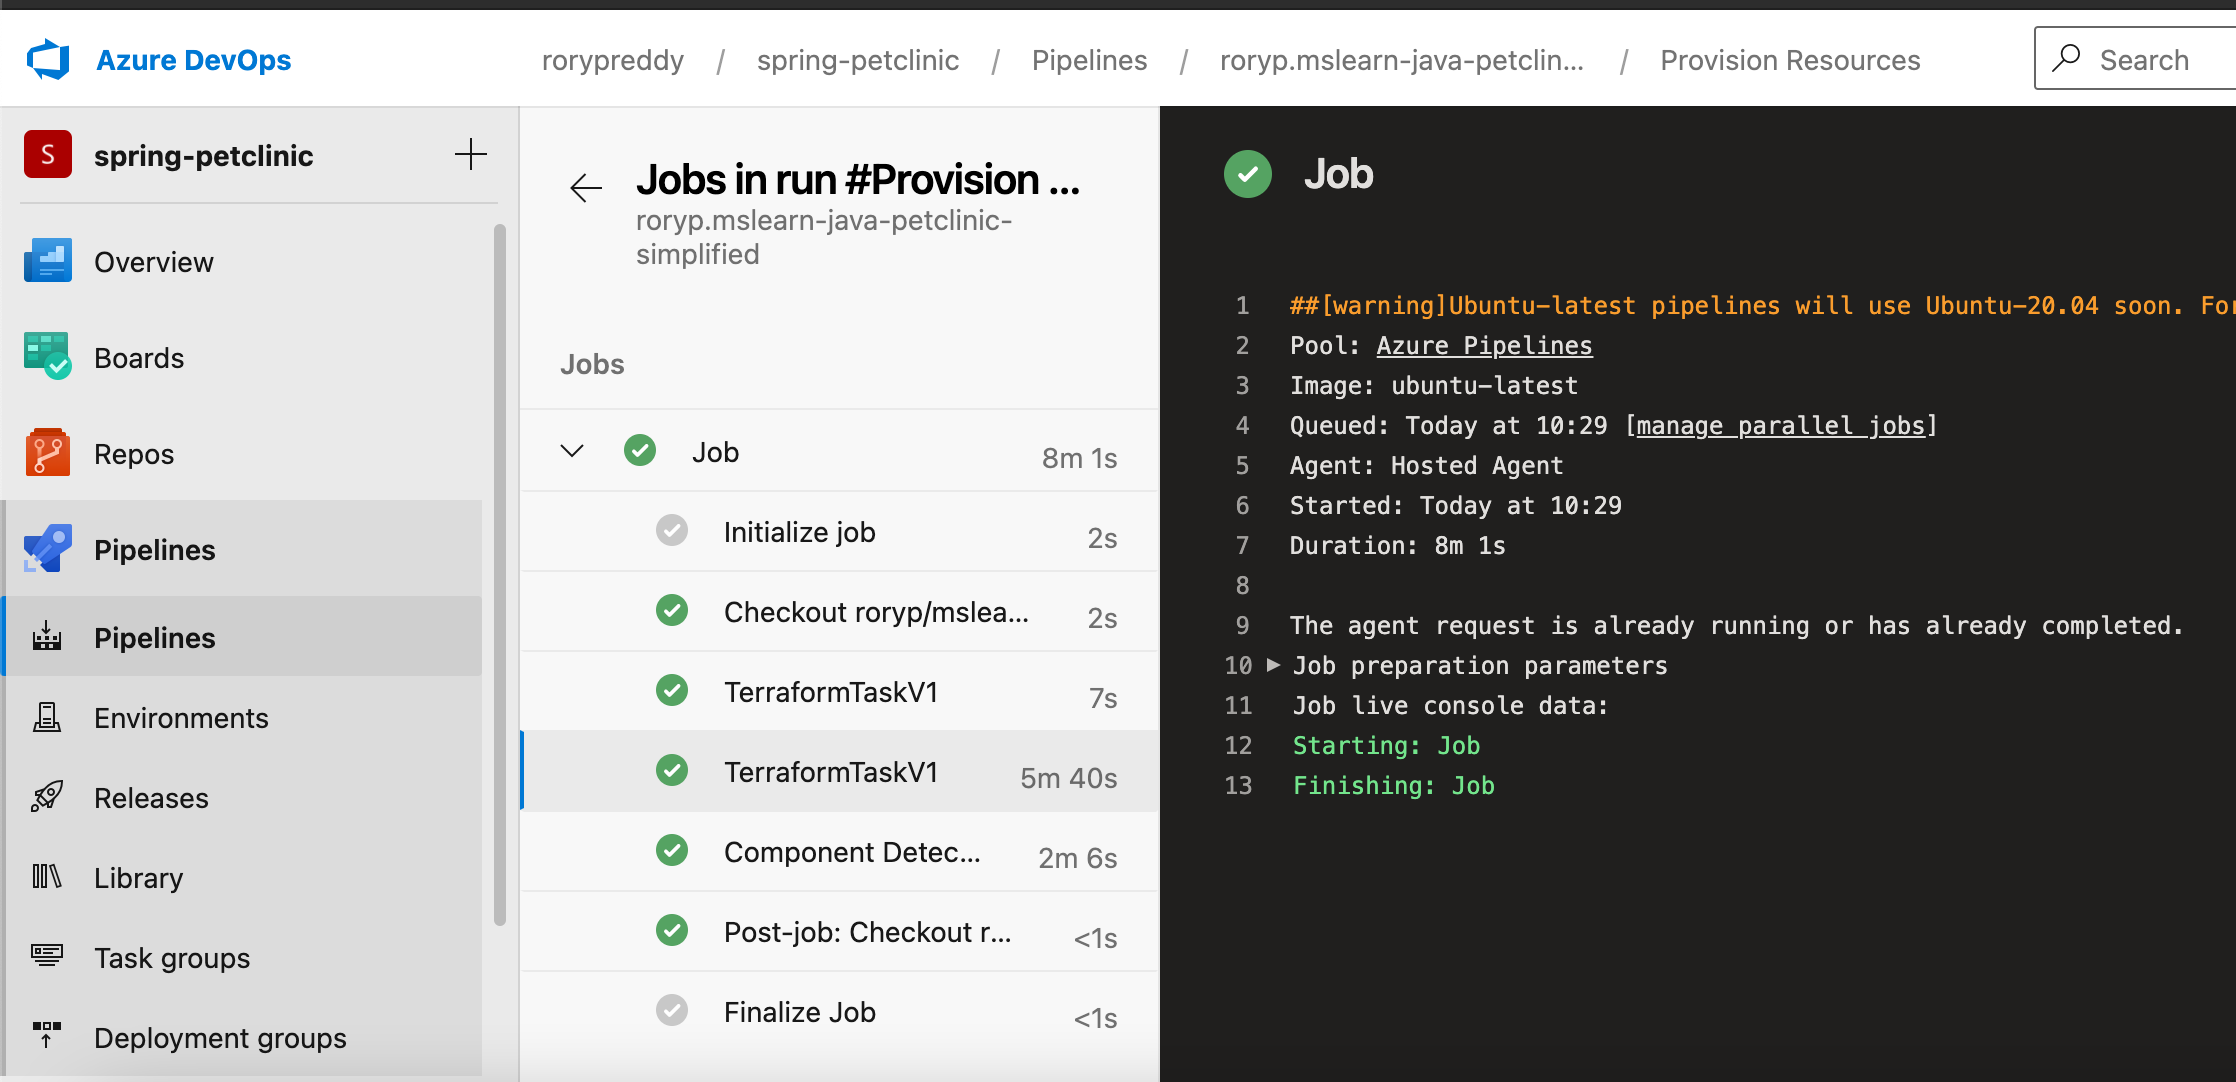 Azure DevOps
rorypreddy / spring-petclinic / Pipelines / roryp.mslearn-java-petclin... / Provision Resources
Search
S spring-petclinic
Overview
Boards
Repos
Pipelines
Pipelines
Environments
Releases
Library
Task groups
Deployment groups
Jobs in run #Provision ...
roryp.mslearn-java-petclinic-
simplified
Jobs
Job 8m 1s
Initialize job 2s
Checkout roryp/mslea... 2s
TerraformTaskV1 7s
TerraformTaskV1 5m 40s
Component Detec... 2m 6s
Post-job: Checkout r... <1s
Finalize Job <1s
Job
1 ##[warning]Ubuntu-latest pipelines will use Ubuntu-20.04 soon. For
2 Pool: Azure Pipelines
3 Image: ubuntu-latest
4 Queued: Today at 10:29 [manage parallel jobs]
5 Agent: Hosted Agent
6 Started: Today at 10:29
7 Duration: 8m 1s
8
9 The agent request is already running or has already completed.
10 Job preparation parameters
11 Job live console data:
12 Starting: Job
13 Finishing: Job